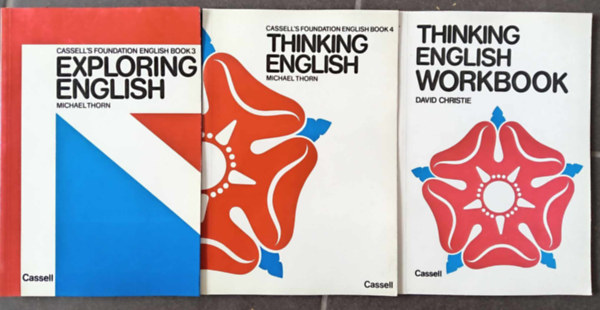 CASSELL'S FOUNDATION ENGLISH BOOK 3
EXPLORING
ENGLISH
MICHAEL THORN
Cassell
CASSELL'S FOUNDATION ENGLISH BOOK 4
THINKING
ENGLISH
MICHAEL THORN
Cassell
THINKING
ENGLISH
WORKBOOK
DAVID CHRISTIE
Cassell